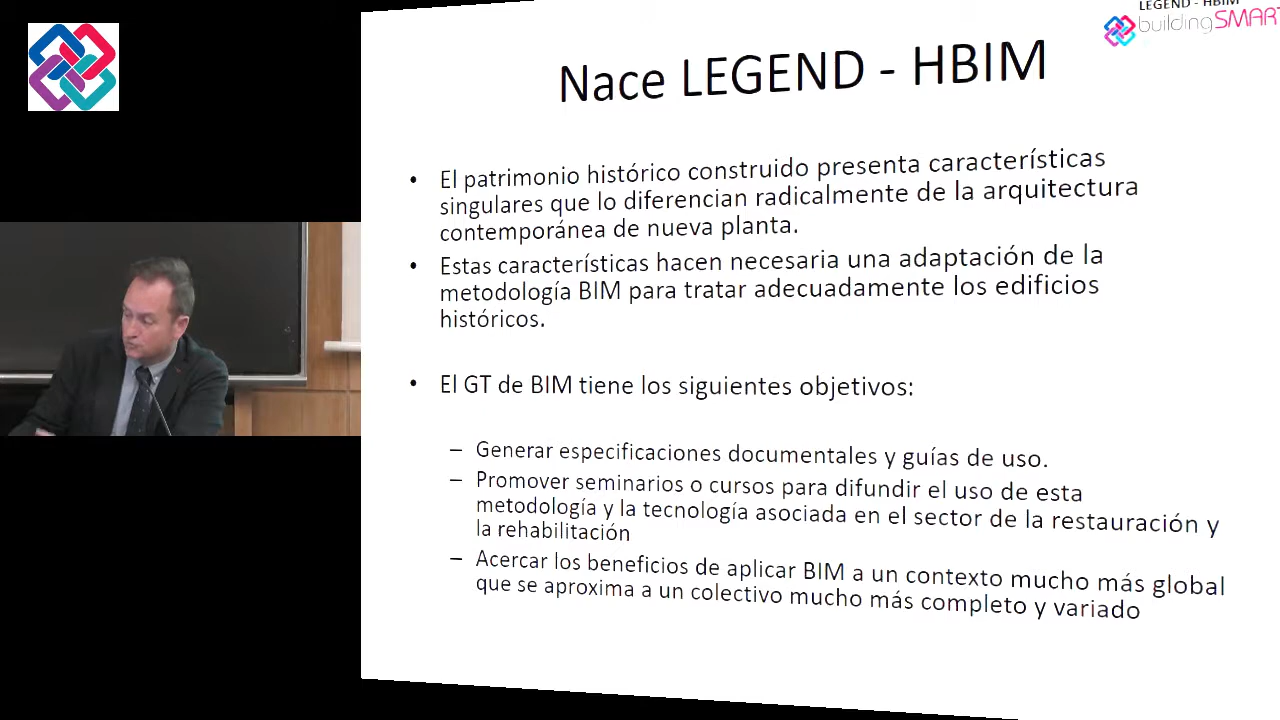 LEGEND - HBIM
buildingSMART
Nace LEGEND - HBIM
• El patrimonio histórico construido presenta características
singulares que lo diferencian radicalmente de la arquitectura
contemporánea de nueva planta.
• Estas características hacen necesaria una adaptación de la
metodología BIM para tratar adecuadamente los edificios
históricos.
• El GT de BIM tiene los siguientes objetivos:
– Generar especificaciones documentales y guías de uso.
– Promover seminarios o cursos para difundir el uso de esta
metodología y la tecnología asociada en el sector de la restauración y
la rehabilitación
– Acercar los beneficios de aplicar BIM a un contexto mucho más global
que se aproxima a un colectivo mucho más completo y variado